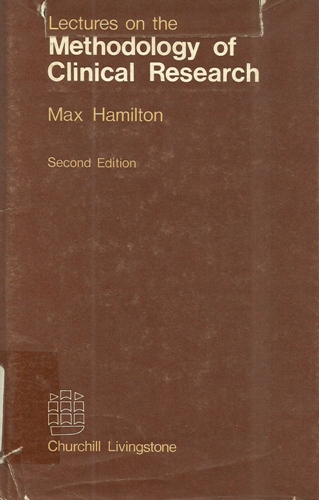 Lectures on the
Methodology of
Clinical Research
Max Hamilton
Second Edition
Churchill Livingstone